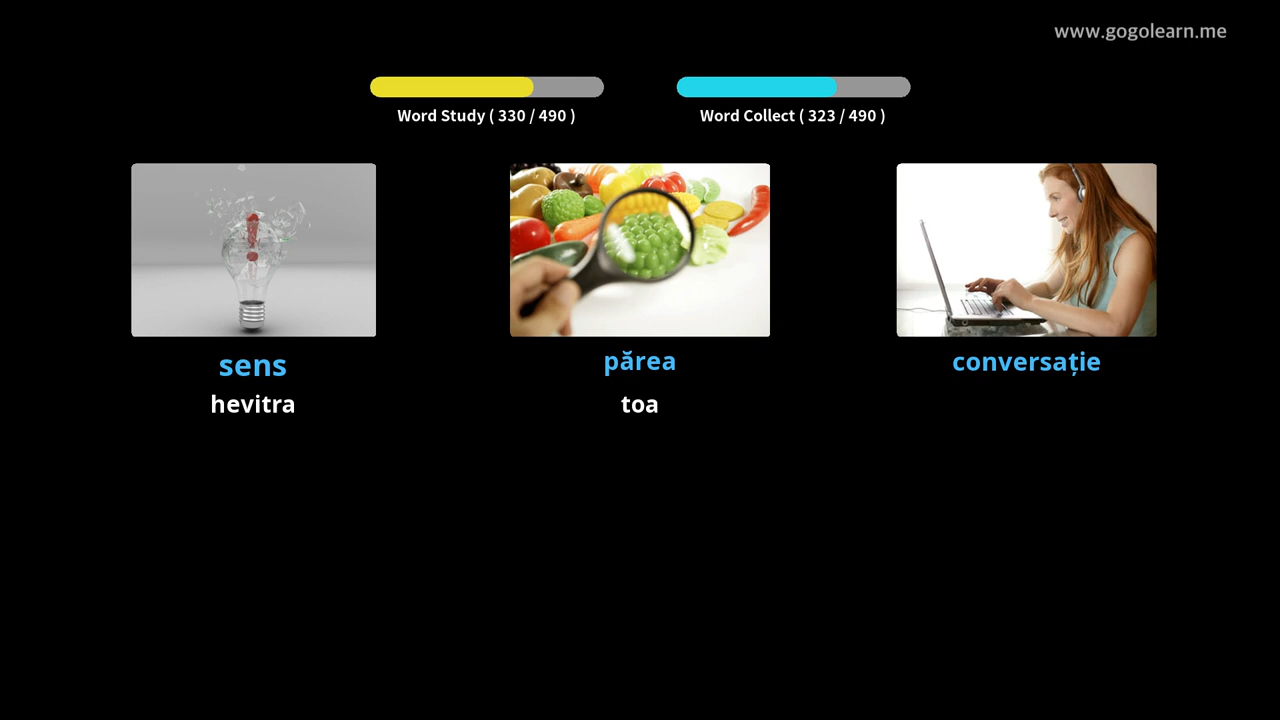 www.gogolearn.me
Word Study ( 330 / 490 )
Word Collect ( 323 / 490 )
sens
părea
conversație
hevitra
toa